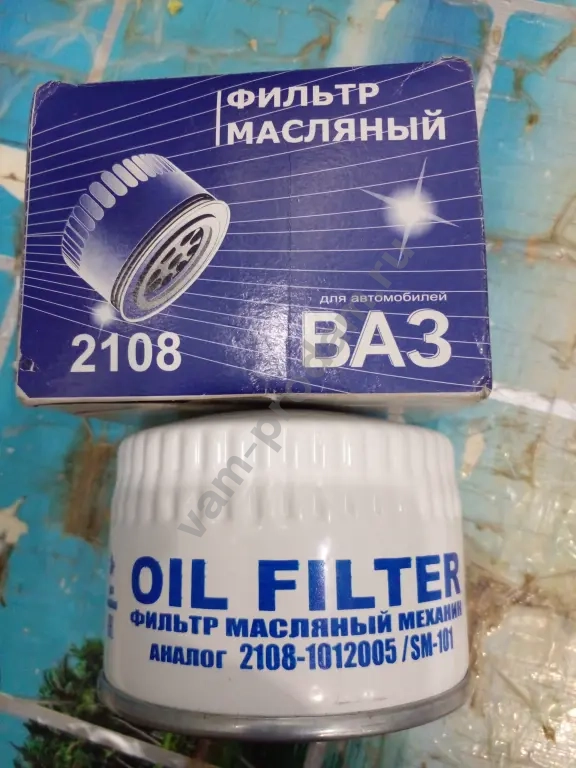 ФИЛЬТР
МАСЛЯНЫЙ
для автомобилей
2108
ВАЗ
OIL FILTER
ФИЛЬТР МАСЛЯНЫЙ МЕХАНИ
АНАЛОГ 2108-1012005/SM-101